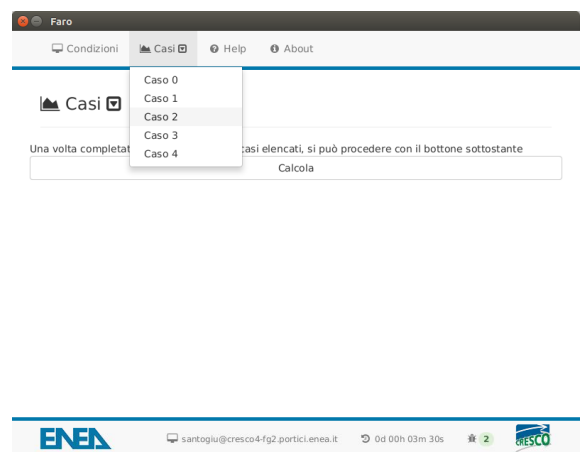 Faro
Condizioni Casi Help About
Caso 0
Caso 1
Caso 2
Caso 3
Caso 4
Casi
Una volta completat casi elencati, si può procedere con il bottone sottostante
Calcola
ENEA santogiu@cresco4-fg2.portici.enea.it 0d 00h 03m 30s 2 CRESCO